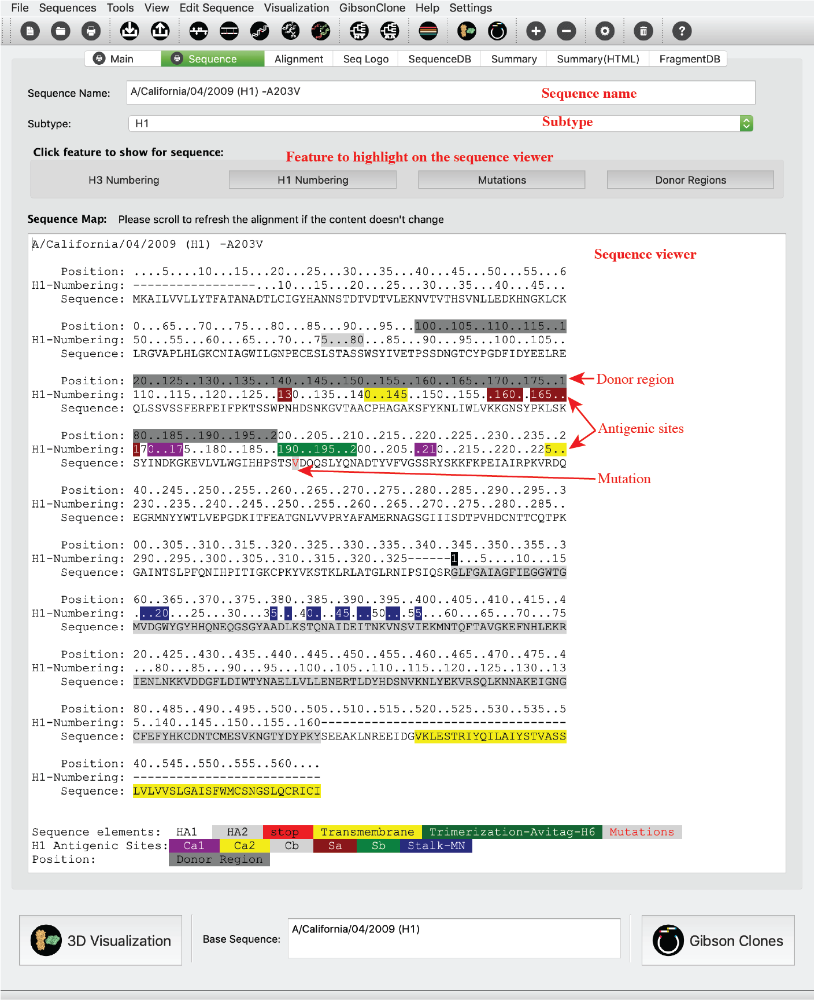 File Sequences Tools View Edit Sequence Visualization GibsonClone Help Settings
NT AA ?
Main Sequence Alignment Seq Logo SequenceDB Summary Summary(HTML) FragmentDB
Sequence Name: A/California/04/2009 (H1) -A203V Sequence name
Subtype: H1 Subtype
Click feature to show for sequence:
Feature to highlight on the sequence viewer
H3 Numbering H1 Numbering Mutations Donor Regions
Sequence Map: Please scroll to refresh the alignment if the content doesn't change
A/California/04/2009 (H1) -A203V
Sequence viewer
Position: ....5....10...15...20...25...30...35...40...45...50...55...6
H1-Numbering: -----------------...10...15...20...25...30...35...40...45...
Sequence: MKAILVVLLYTFATANADTLCIGYHANNSTDTVDTVLEKNVTVTHSVNLLEDKHNGKLCK
Position: 0...65...70...75...80...85...90...95...100..105..110..115..1
H1-Numbering: 50...55...60...65...70...75...80...85...90...95...100..105..
Sequence: LRGVAPLHLGKCNIAGWILGNPECESLSTASSWSYIVETPSSDNGTCYPGDFIDYEELRE
Position: 20..125..130..135..140..145..150..155..160..165..170..175..1
Donor region
H1-Numbering: 110..115..120..125..130..135..140..145..150..155..160..165..
Sequence: QLSSVSSFERFEIFPKTSSWPNHDSNKGVTAACPHAGAKSFYKNLIWLVKKGNSYPKLSK
Antigenic sites
Position: 80..185..190..195..200..205..210..215..220..225..230..235..2
H1-Numbering: 170..175..180..185..190..195..200..205..210..215..220..225..
Sequence: SYINDKGKEVLVLWGIHHPSTSVDQQSLYQNADTYVFVGSSRYSKKFKPEIAIRPKVRDQ
Mutation
Position: 40..245..250..255..260..265..270..275..280..285..290..295..3
H1-Numbering: 230..235..240..245..250..255..260..265..270..275..280..285..
Sequence: EGRMNYYWTLVEPGDKITFEATGNLVVPRYAFAMERNAGSGIIISDTPVHDCNTTCQTPK
Position: 00..305..310..315..320..325..330..335..340..345..350..355..3
H1-Numbering: 290..295..300..305..310..315..320..325------1...5....10...15
Sequence: GAINTSLPFQNIHPITIGKCPKYVKSTKLRLATGLRNIPSIQSRGLFGAIAGFIEGGWTG
Position: 60..365..370..375..380..385..390..395..400..405..410..415..4
H1-Numbering: ...20...25...30...35...40...45...50...55...60...65...70...75
Sequence: MVDGWYGYHHQNEQGSGYAADLKSTQNAIDEITNKVNSVIEKMNTQFTAVGKEFNHLEKR
Position: 20..425..430..435..440..445..450..455..460..465..470..475..4
H1-Numbering: ...80...85...90...95...100..105..110..115..120..125..130..13
Sequence: IENLNKKVDDGFLDIWTYNAELLVLLENERTLDYHDSNVKNLYEKVRSQLKNNAKEIGNG
Position: 80..485..490..495..500..505..510..515..520..525..530..535..5
H1-Numbering: 5..140..145..150..155..160----------------------------------
Sequence: CFEFYHKCDNTCMESVKNGTYDYPKYSEEAKLNREEIDGVKLESTRIYQILAIYSTVASS
Position: 40..545..550..555..560....
H1-Numbering: --------------------------
Sequence: LVLVVSLGAISFWMCSNGSLQCRICI
Sequence elements: HA1 HA2 stop Transmembrane Trimerization-Avitag-H6 Mutations
H1 Antigenic Sites: Ca1 Ca2 Cb Sa Sb Stalk-MN
Position: Donor Region
3D Visualization Base Sequence: A/California/04/2009 (H1) Gibson Clones